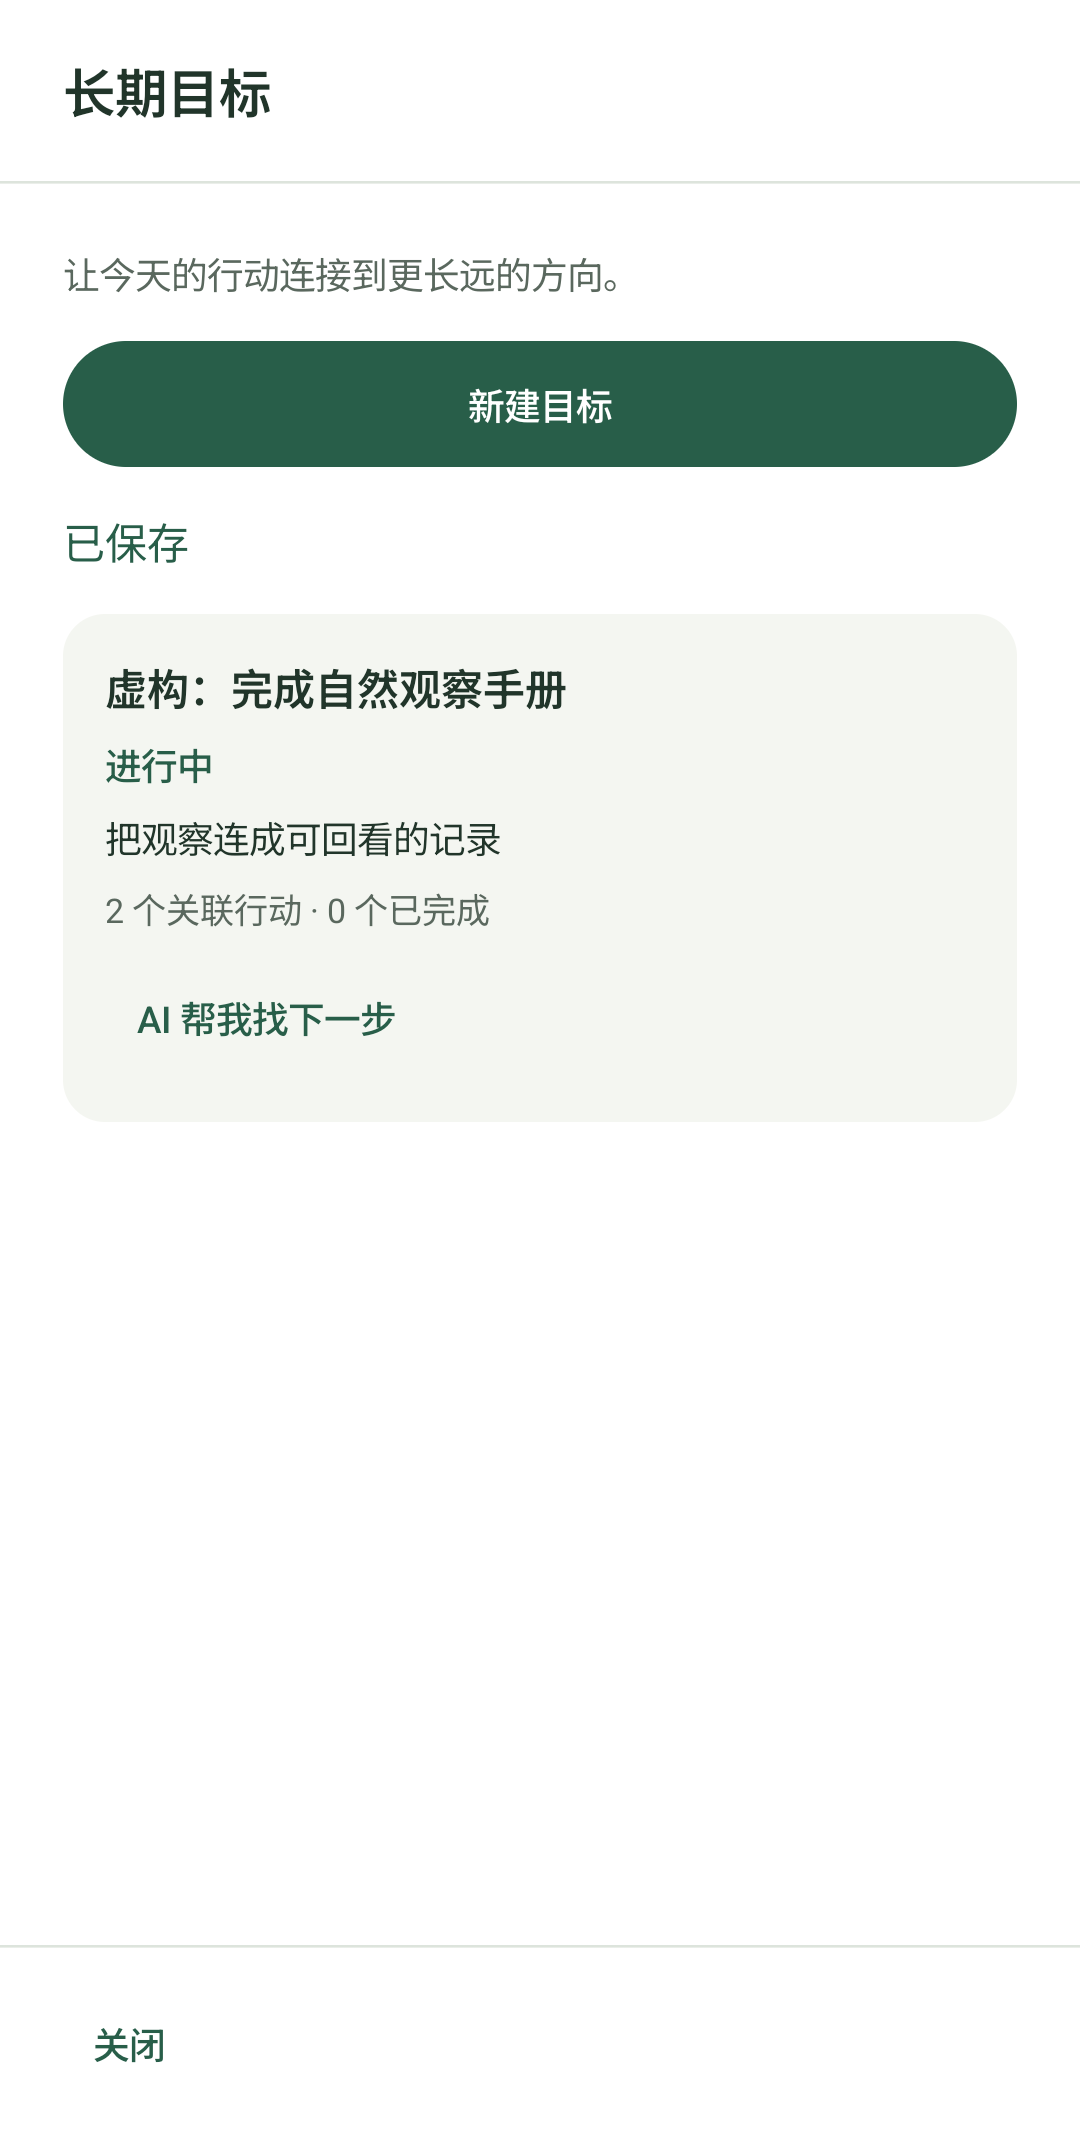 长期目标
让今天的行动连接到更长远的方向。
新建目标
已保存
虚构：完成自然观察手册
进行中
把观察连成可回看的记录
2 个关联行动 · 0 个已完成
AI 帮我找下一步
关闭